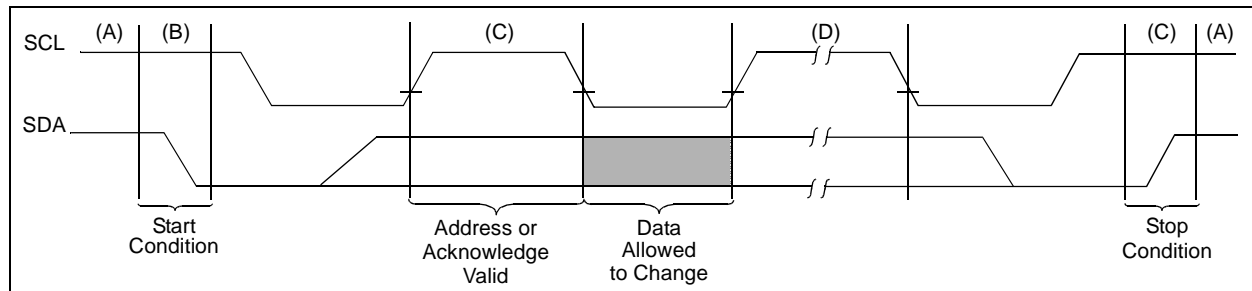 (A) (B) (C) (D) (C) (A)
SCL
SDA
Start
Condition
Address or
Acknowledge
Valid
Data
Allowed
to Change
Stop
Condition